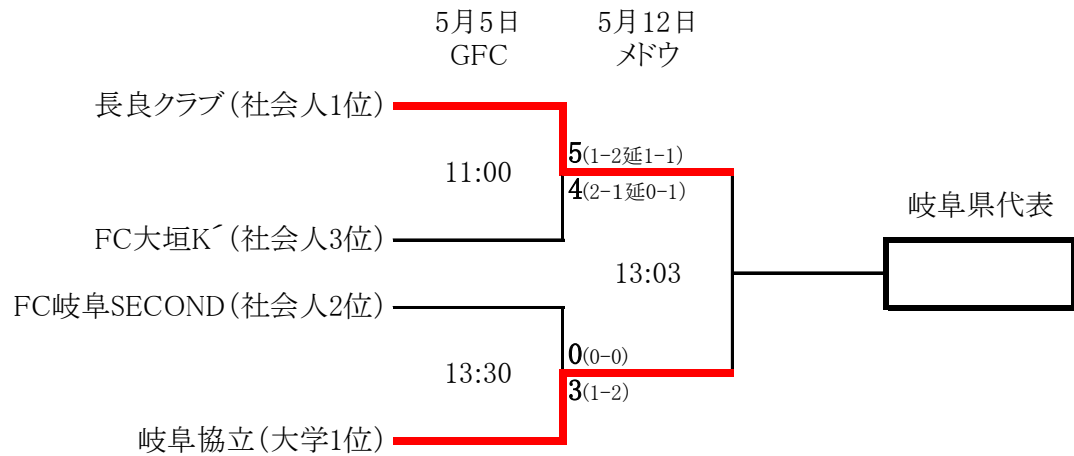 5月5日 5月12日
GFC メドウ
長良クラブ（社会人1位）
5(1-2延1-1)
11:00
4(2-1延0-1)
岐阜県代表
FC大垣K´（社会人3位）
13:03
FC岐阜SECOND（社会人2位）
0(0-0)
13:30
3(1-2)
岐阜協立（大学1位）